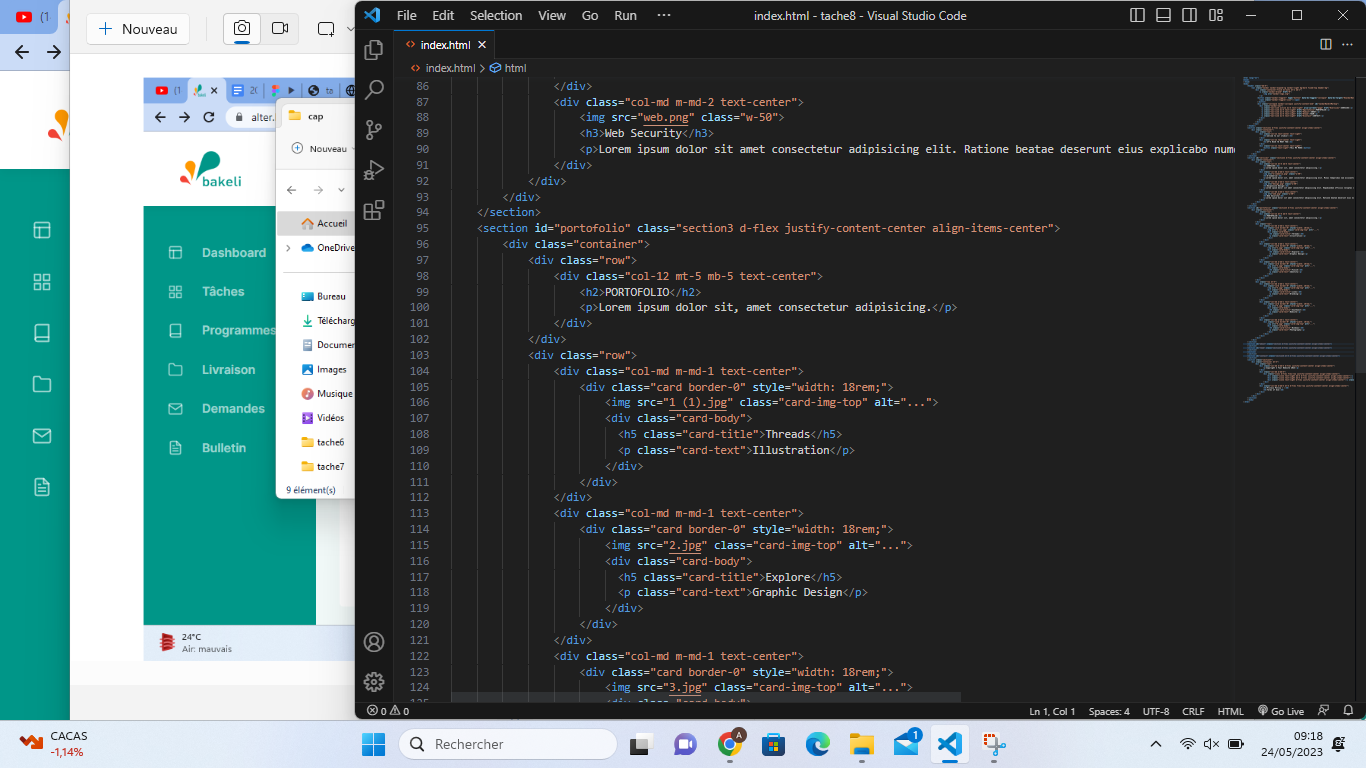 (1
Nouveau
(1
20
ta
alter.
bakeli
Dashboard
Tâches
Programmes
Livraison
Demandes
Bulletin
24°C
Air: mauvais
cap
Nouveau
Accueil
OneDrive
Bureau
Images
Musique
Vidéos
tache6
tache7
9 élément(s)
File Edit Selection View Go Run ··· index.html - tache8 - Visual Studio Code
index.html
index.html > html
86 </div>
87 <div class="col-md m-md-2 text-center">
88 <img src="web.png" class="w-50">
89 <h3>Web Security</h3>
90 <p>Lorem ipsum dolor sit amet consectetur adipisicing elit. Ratione beatae deserunt eius explicabo num
91 </div>
92 </div>
93 </div>
94 </section>
95 <section id="portofolio" class="section3 d-flex justify-content-center align-items-center">
96 <div class="container">
97 <div class="row">
98 <div class="col-12 mt-5 mb-5 text-center">
99 <h2>PORTOFOLIO</h2>
100 <p>Lorem ipsum dolor sit, amet consectetur adipisicing.</p>
101 </div>
102 </div>
103 <div class="row">
104 <div class="col-md m-md-1 text-center">
105 <div class="card border-0" style="width: 18rem;">
106 <img src="1 (1).jpg" class="card-img-top" alt="...">
107 <div class="card-body">
108 <h5 class="card-title">Threads</h5>
109 <p class="card-text">Illustration</p>
110 </div>
111 </div>
112 </div>
113 <div class="col-md m-md-1 text-center">
114 <div class="card border-0" style="width: 18rem;">
115 <img src="2.jpg" class="card-img-top" alt="...">
116 <div class="card-body">
117 <h5 class="card-title">Explore</h5>
118 <p class="card-text">Graphic Design</p>
119 </div>
120 </div>
121 </div>
122 <div class="col-md m-md-1 text-center">
123 <div class="card border-0" style="width: 18rem;">
124 <img src="3.jpg" class="card-img-top" alt="...">
0 0
Ln 1, Col 1 Spaces: 4 UTF-8 CRLF HTML Go Live
CACAS
-1,14%
Rechercher
A
1
09:18
24/05/2023